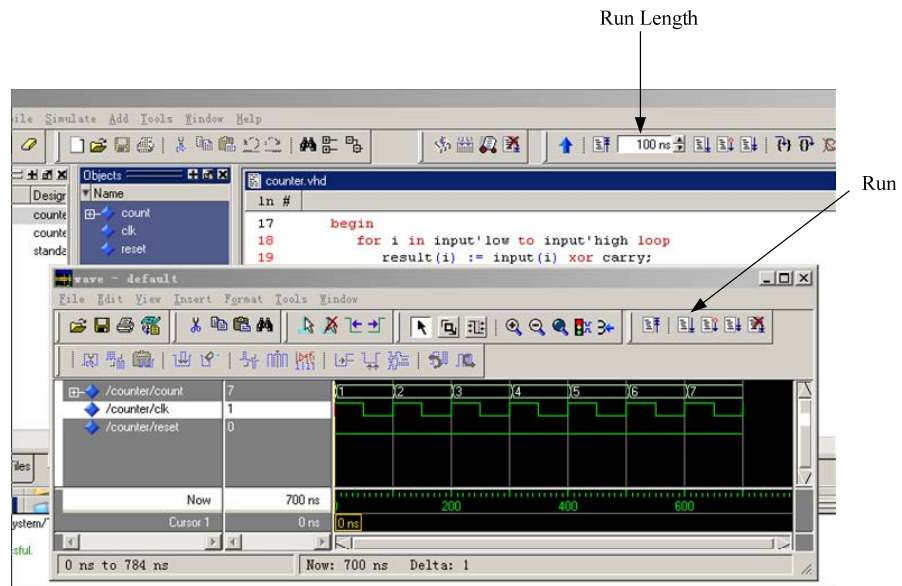 Run Length
ile Simulate Add Tools Window Help
100 ns
Objects
counter.vhd
Desigr
Name
ln #
Run
counte
count
counte
clk
standa
reset
17 begin
18 for i in input'low to input'high loop
19 result(i) := input(i) xor carry;
wave - default
File Edit View Insert Format Tools Window
/counter/count 7 1 2 3 4 5 6 7
/counter/clk 1
/counter/reset 0
iles
Now 700 ns
200 400 600
ystem/
Cursor 1 0 ns 0 ns
sful.
0 ns to 784 ns Now: 700 ns Delta: 1